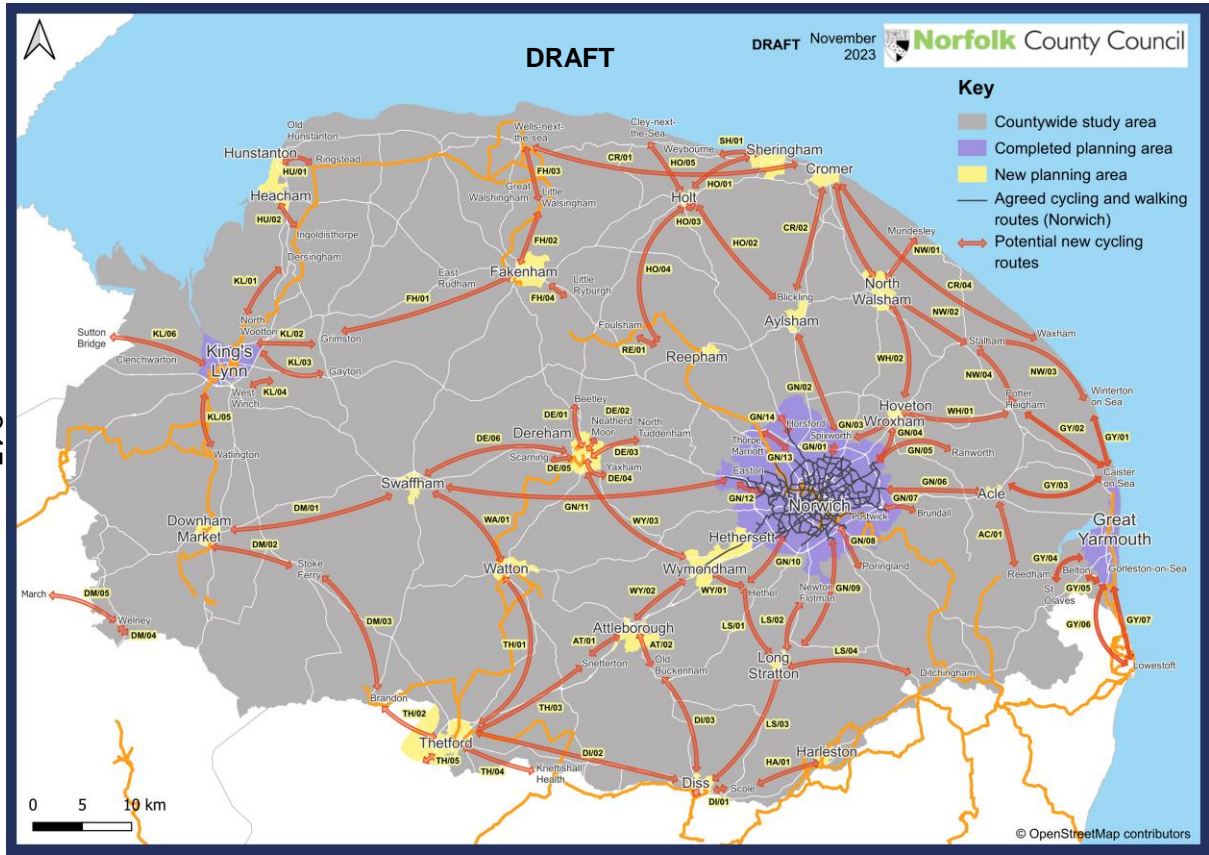 DRAFT
DRAFT November
2023
Norfolk County Council
Key
Countywide study area
Completed planning area
New planning area
Agreed cycling and walking
routes (Norwich)
Potential new cycling
routes
Old
Hunstanton
Hunstanton
Ringstead
HU/01
Heacham
HU/02
Ingoldisthorpe
Dersingham
KL/01
Wells-next-
the-sea
Cley-next-
the-Sea
Weybourne
SH/01
Sheringham
CR/01
HO/05
HO/01
Cromer
FH/03
Great
Walshingham
Little
Walsingham
Holt
HO/03
HO/02
CR/02
Mundesley
NW/01
FH/02
Fakenham
East
Rudham
FH/01
Little
Ryburgh
FH/04
HO/04
North
Walsham
CR/04
NW/02
Blickling
Aylsham
Foulsham
RE/01
Reepham
Stalham
Waxham
Sutton
Bridge
KL/06
Clenchwarton
North
Wootton
KL/02
Grimston
King's
Lynn
KL/03
Gayton
West
Winch
KL/04
KL/05
Watlington
WH/02
NW/04
NW/03
GN/02
Potter
Heigham
Winterton
on Sea
Hoveton
Wroxham
WH/01
Beetley
DE/01
DE/02
Neatherd
Moor
North
Tuddenham
Dereham
DE/06
DE/03
Scarning
Yaxham
DE/05
DE/04
GN/14
Horsford
Spixworth
GN/03
GN/04
GN/01
Thorpe
Marriott
GN/13
GN/05
Ranworth
GY/02
GY/01
Easton
GN/12
Norwich
GN/06
GN/07
Acle
GY/03
Caister
on Sea
Swaffham
DM/01
GN/11
WA/01
WY/03
Postwick
Brundall
Great
Yarmouth
Downham
Market
DM/02
Stoke
Ferry
Hethersett
GN/08
GN/10
Poringland
AC/01
Reedham
GY/04
Belton
Gorleston-on-Sea
St
Olaves
GY/05
GY/06
GY/07
Lowestoft
March
DM/05
Welney
DM/04
DM/03
Watton
Wymondham
WY/02
WY/01
Hethel
Newton
Flotman
GN/09
TH/01
Attleborough
AT/01
AT/02
LS/01
LS/02
Snetterton
Old
Buckenham
Long
Stratton
LS/04
Ditchingham
Brandon
TH/02
Thetford
TH/05
TH/03
TH/04
Knettishall
Health
DI/02
DI/03
LS/03
Harleston
HA/01
Diss
Scole
DI/01
0 5 10 km
© OpenStreetMap contributors